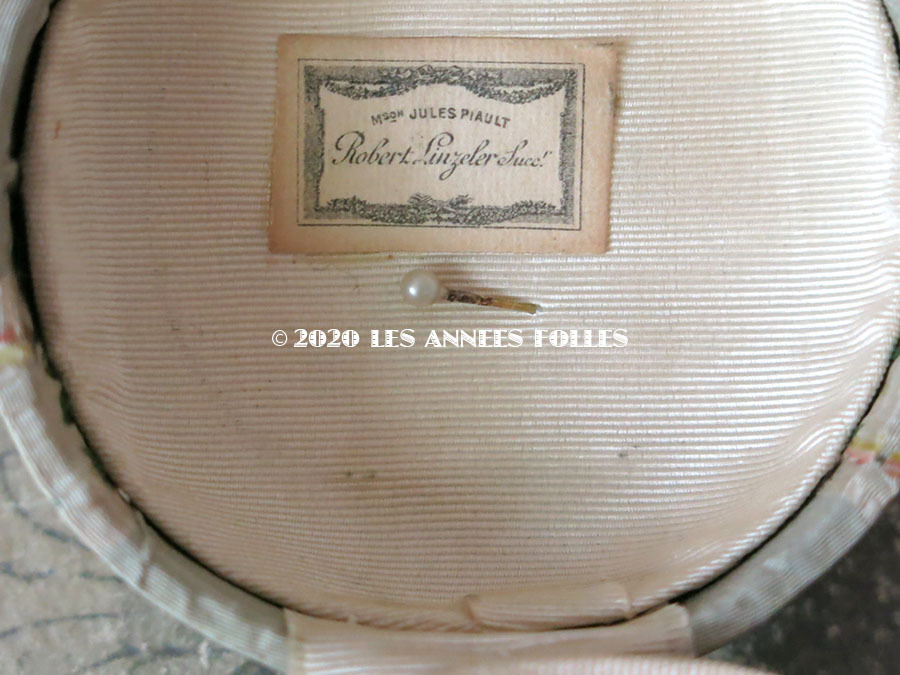 Mson JULES PIAULT
Robert Linzeler Succr
© 2020 LES ANNEES FOLLES